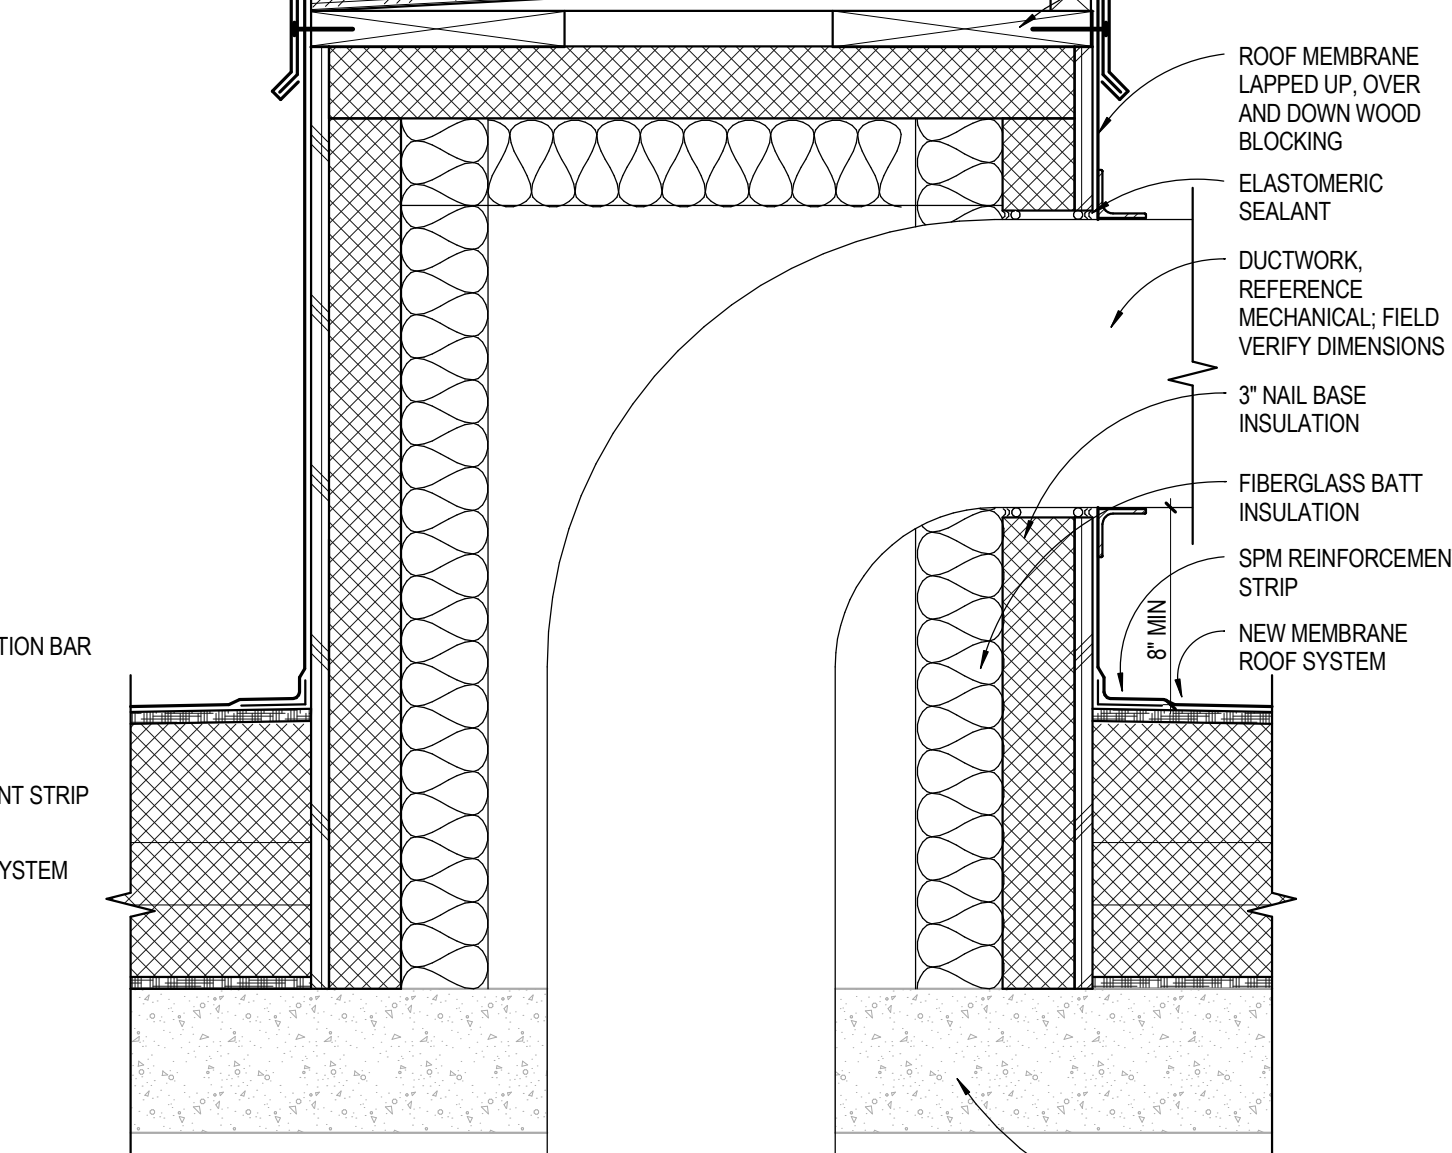 ROOF MEMBRANE
LAPPED UP, OVER
AND DOWN WOOD
BLOCKING
ELASTOMERIC
SEALANT
DUCTWORK,
REFERENCE
MECHANICAL; FIELD
VERIFY DIMENSIONS
3" NAIL BASE
INSULATION
FIBERGLASS BATT
INSULATION
SPM REINFORCEMEN
STRIP
8" MIN
NEW MEMBRANE
ROOF SYSTEM
TION BAR
NT STRIP
YSTEM